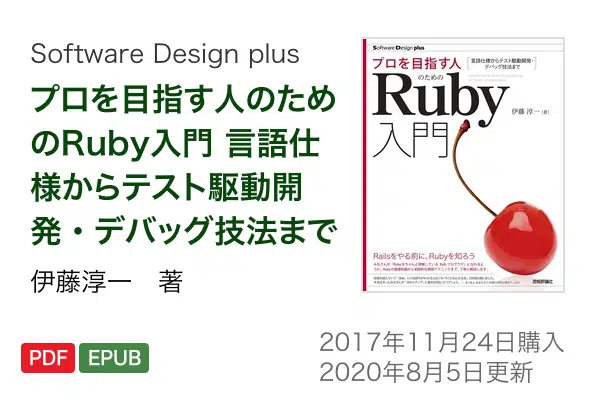 Software Design plus
プロを目指す人のため
のRuby入門 言語仕
様からテスト駆動開
発・デバッグ技法まで
伊藤淳一　著
PDF EPUB
2017年11月24日購入
2020年8月5日更新
Software Design plus
プロを目指す人
のための
言語仕様からテスト駆動開発・
デバッグ技法まで
Ruby
伊藤 淳一[著]
入門
Railsをやる前に、Rubyを知ろう
技術評論社